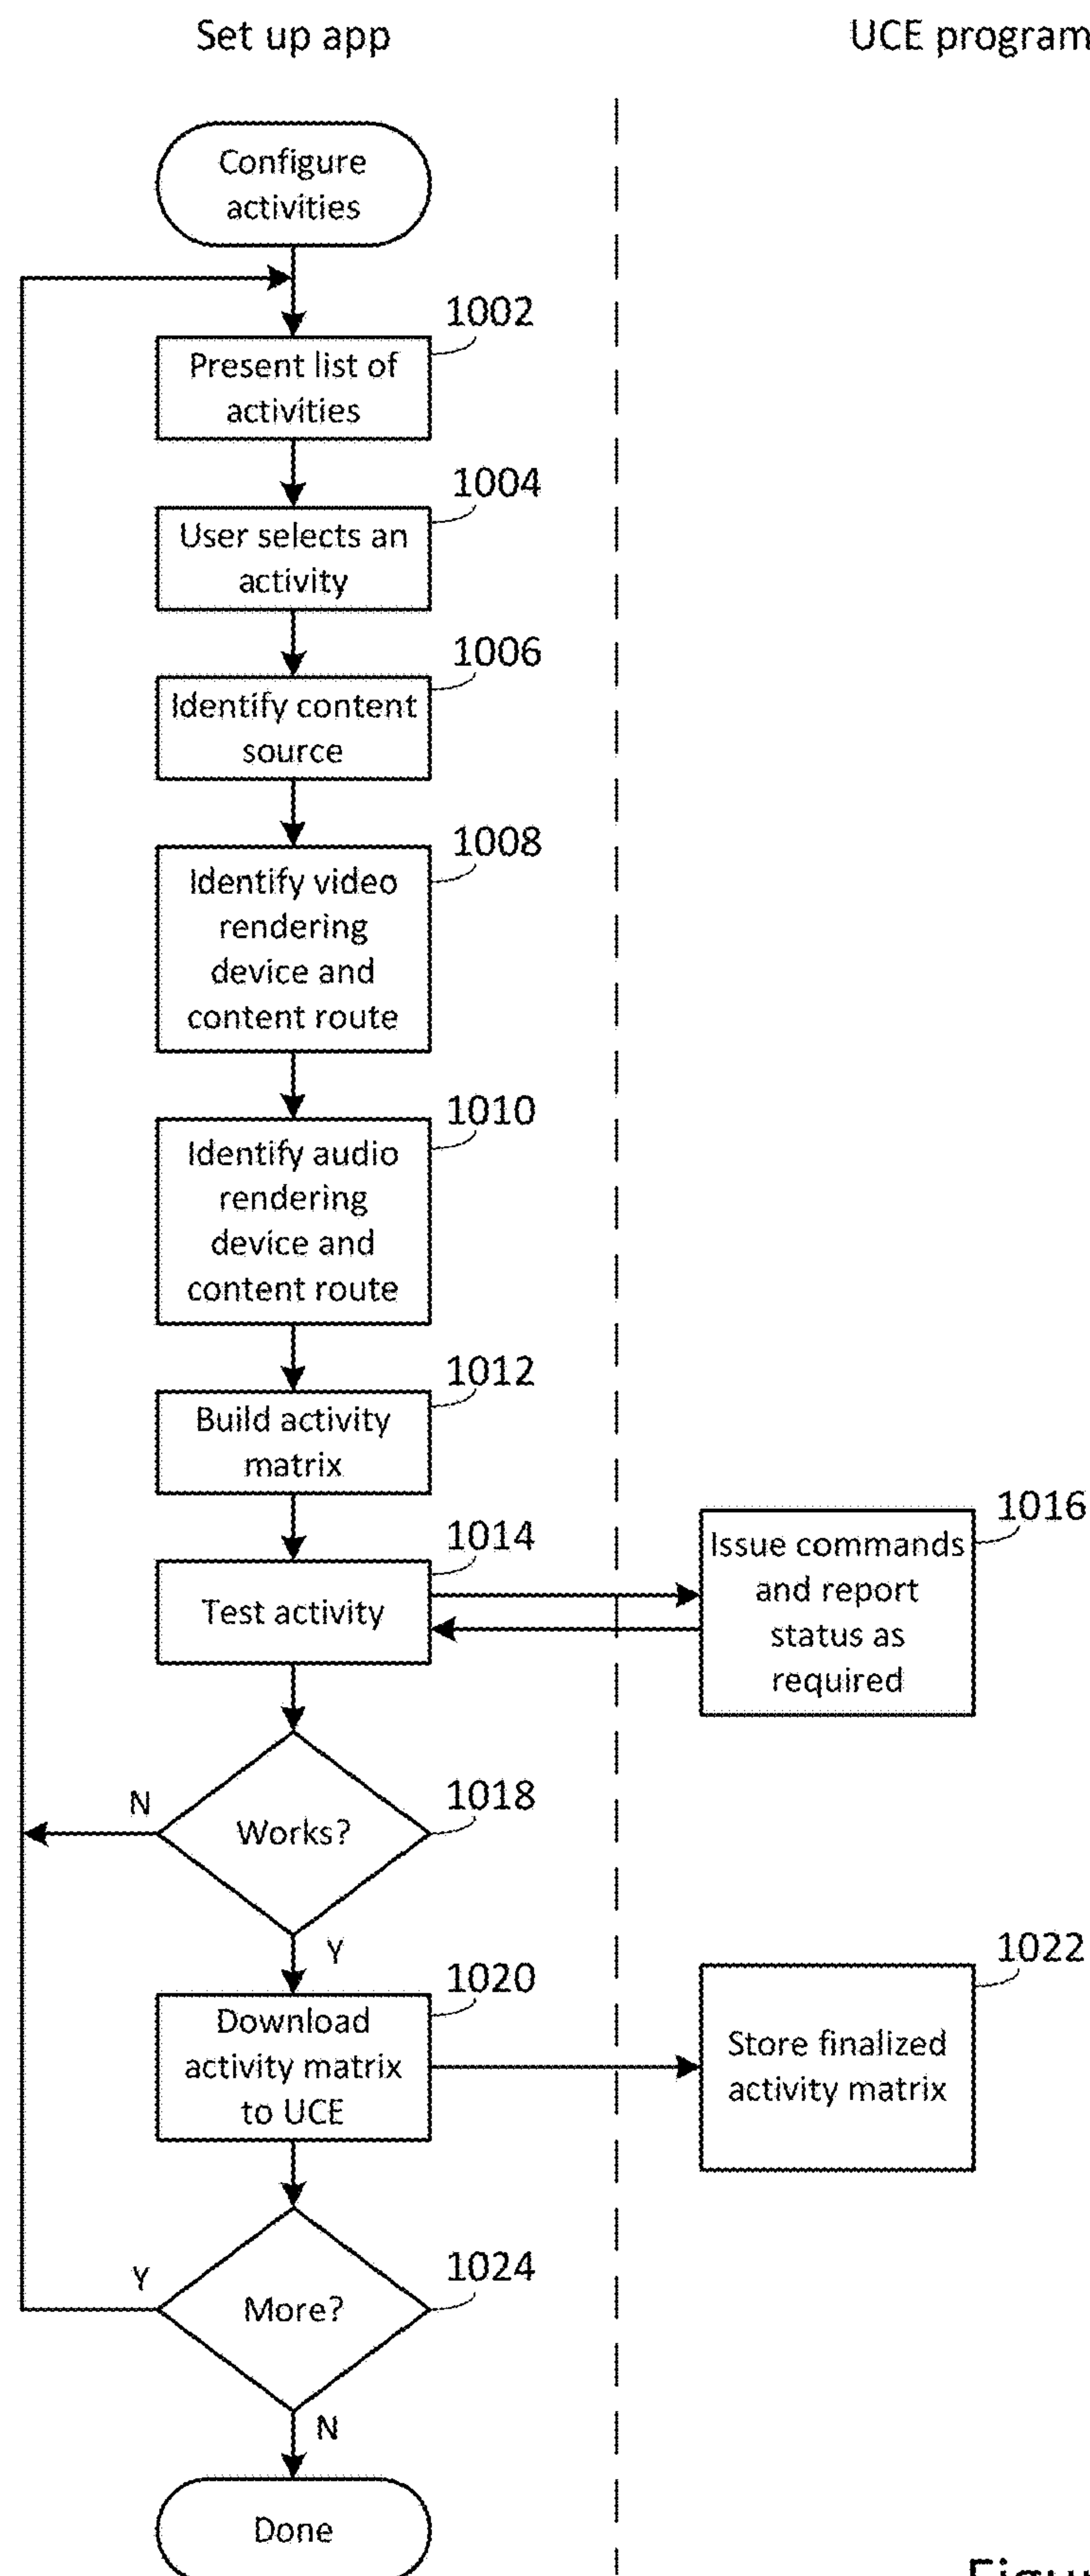 Set up app
UCE program
Configure
activities
1002
Present list of
activities
1004
User selects an
activity
1006
Identify content
source
1008
Identify video
rendering
device and
content route
1010
Identify audio
rendering
device and
content route
1012
Build activity
matrix
1014
Test activity
1016
Issue commands
and report
status as
required
N
Works?
1018
Y
1020
Download
activity matrix
to UCE
1022
Store finalized
activity matrix
Y
More?
1024
N
Done